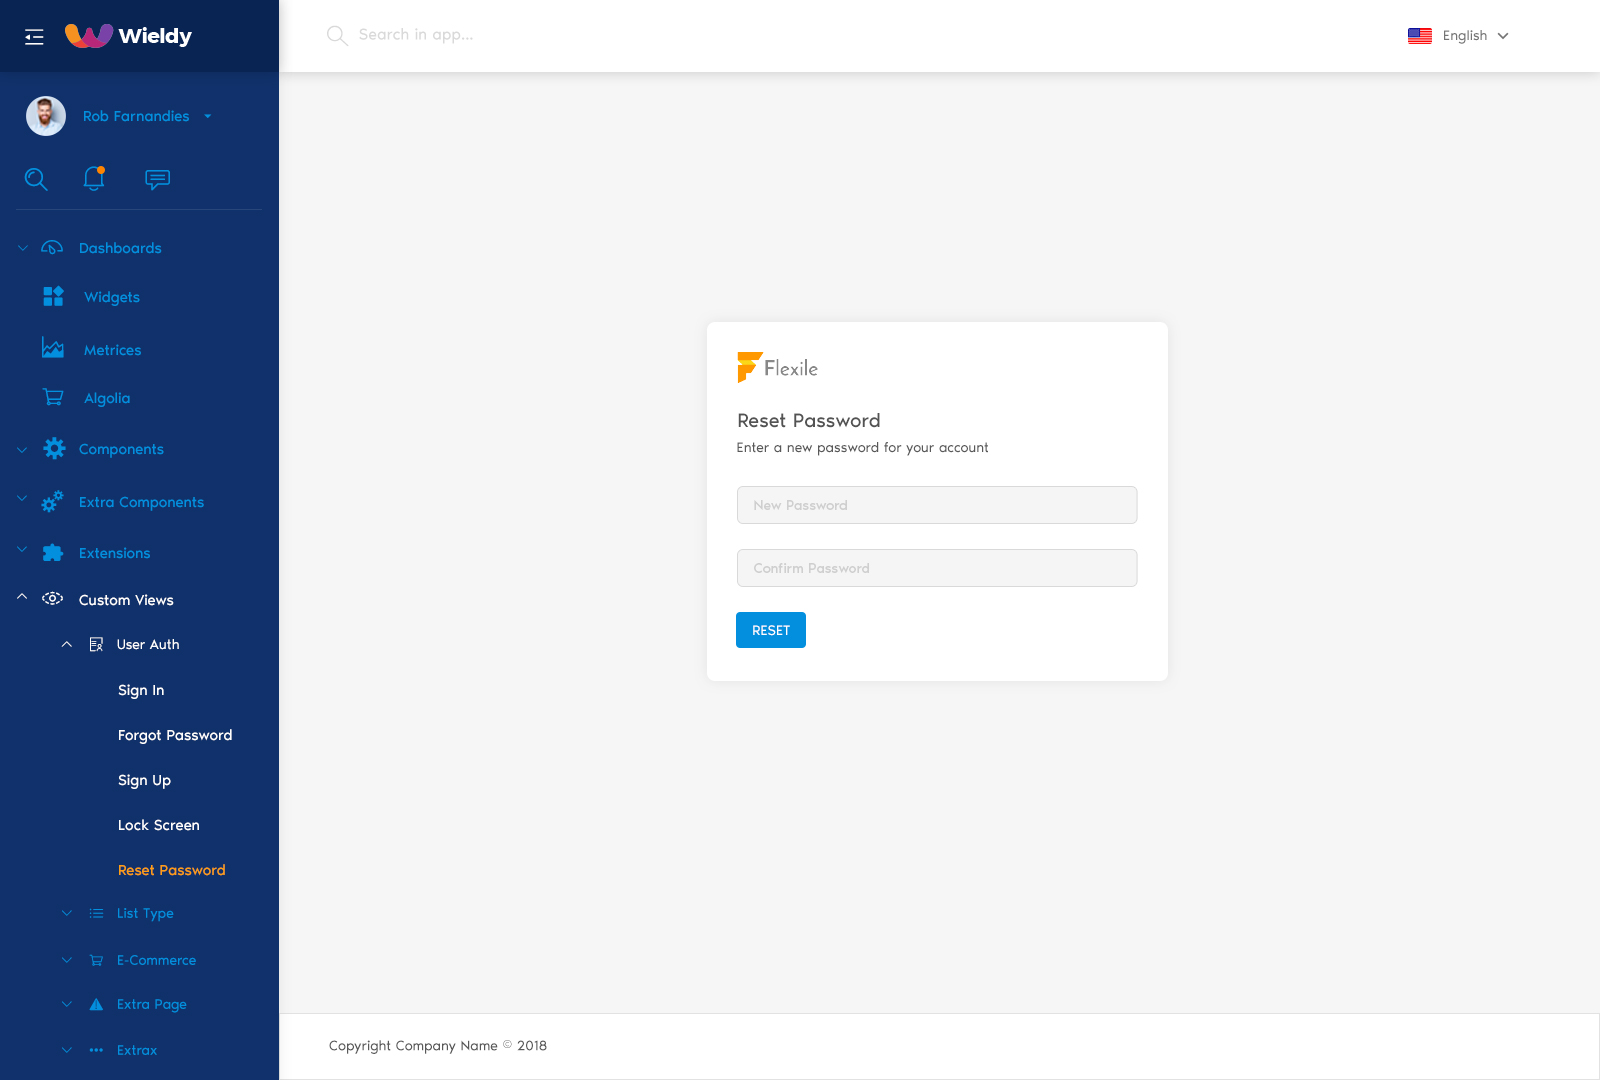 Wieldy
Search in app...
English
Rob Farnandies
Dashboards
Widgets
Metrices
Algolia
Components
Extra Components
Extensions
Custom Views
User Auth
Sign In
Forgot Password
Sign Up
Lock Screen
Reset Password
List Type
E-Commerce
Extra Page
Extrax
Flexile
Reset Password
Enter a new password for your account
New Password
Confirm Password
RESET
Copyright Company Name © 2018